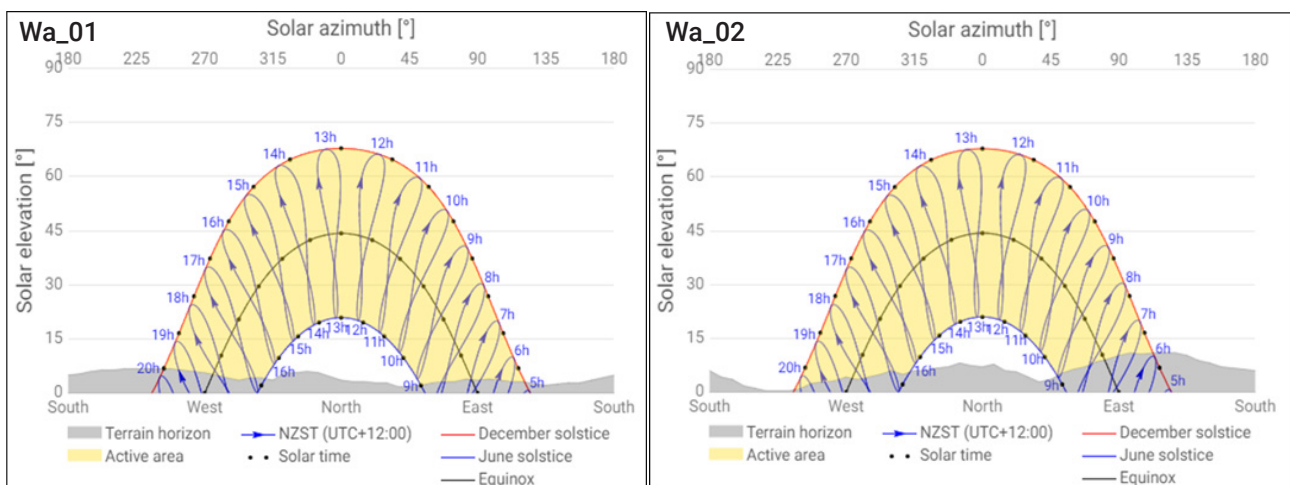 Wa_01
Solar azimuth [°]
180 225 270 315 0 45 90 135 180
Solar elevation [°]
90
75
60
45
30
15
0
13h
14h
12h
15h
11h
16h
10h
17h
9h
18h
8h
19h
7h
20h
6h
5h
16h
15h
14h
13h
12h
11h
10h
9h
South West North East South
Terrain horizon
NZST (UTC+12:00)
December solstice
Active area
Solar time
June solstice
Equinox
Wa_02
Solar azimuth [°]
180 225 270 315 0 45 90 135 180
Solar elevation [°]
90
75
60
45
30
15
0
13h
14h
12h
15h
11h
16h
10h
17h
9h
18h
8h
19h
7h
20h
6h
5h
16h
15h
14h
13h
12h
11h
10h
9h
South West North East South
Terrain horizon
NZST (UTC+12:00)
December solstice
Active area
Solar time
June solstice
Equinox